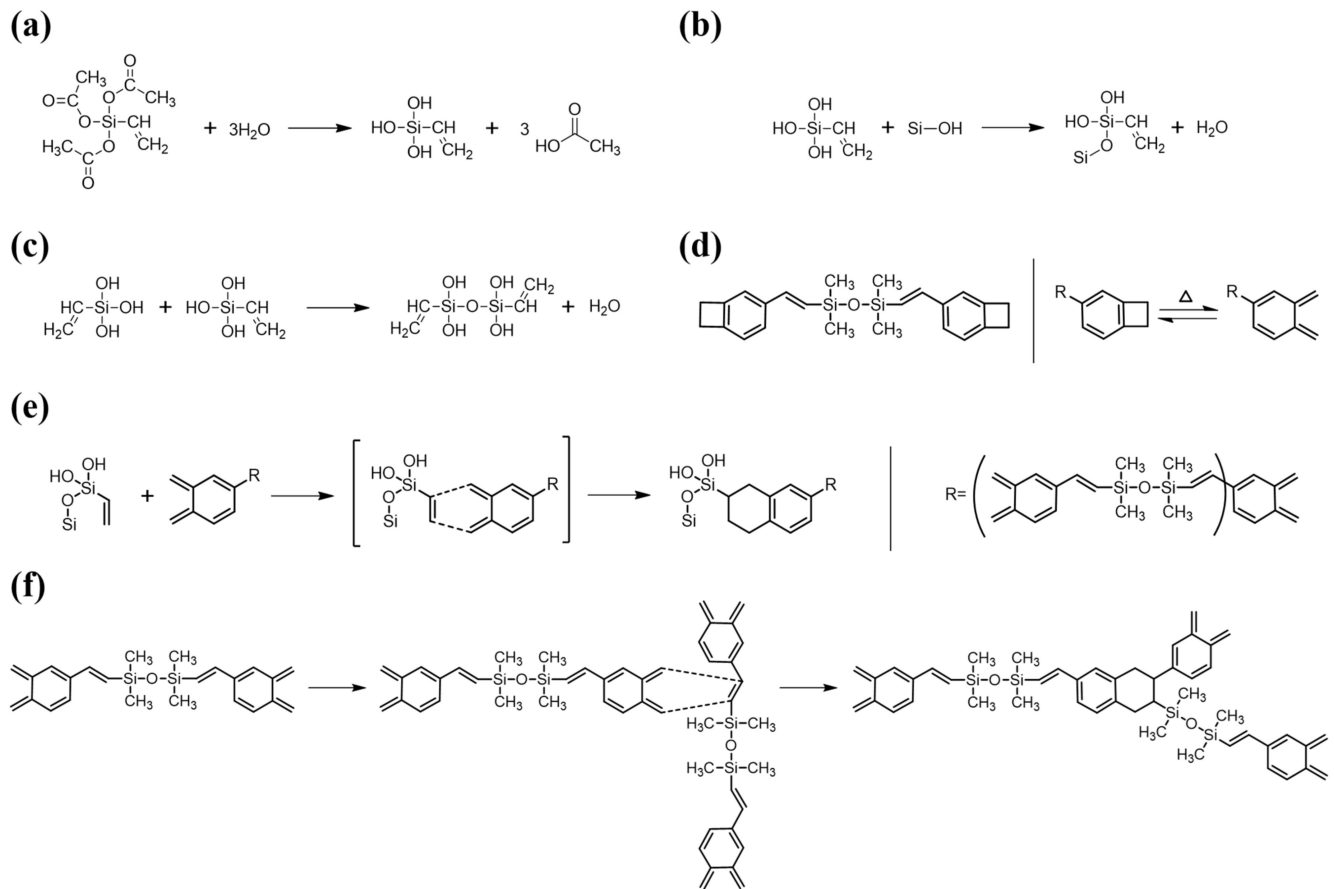 (a)
O
CH₃ C
O=C O CH₃
O-Si-CH + 3H₂O
H₃C O CH₂
C
O
OH
HO-Si-CH + 3
OH CH₂
O
HO CH₃
(b)
OH
HO-Si-CH + Si-OH
OH CH₂
OH
HO-Si-CH + H₂O
O CH₂
Si
(c)
OH
HC-Si-OH
H₂C OH
+
OH
HO-Si-CH
OH CH₂
OH OH CH₂
HC-Si-O-Si-CH + H₂O
H₂C OH OH
(d)
CH₃ CH₃
Si-O-Si
CH₃ CH₃
R
Δ
R
(e)
OH
HO Si
O
Si
+
R
OH
HO Si
O
Si
R
OH
HO Si
O
Si
R
R=
CH₃ CH₃
Si-O-Si
CH₃ CH₃
(f)
CH₃ CH₃
Si-O-Si
CH₃ CH₃
CH₃ CH₃
Si-O-Si
CH₃ CH₃
H₃C-Si-CH₃
O
H₃C-Si-CH₃
CH₃ CH₃
Si-O-Si
CH₃ CH₃
CH₃
Si O CH₃
H₃C Si
H₃C